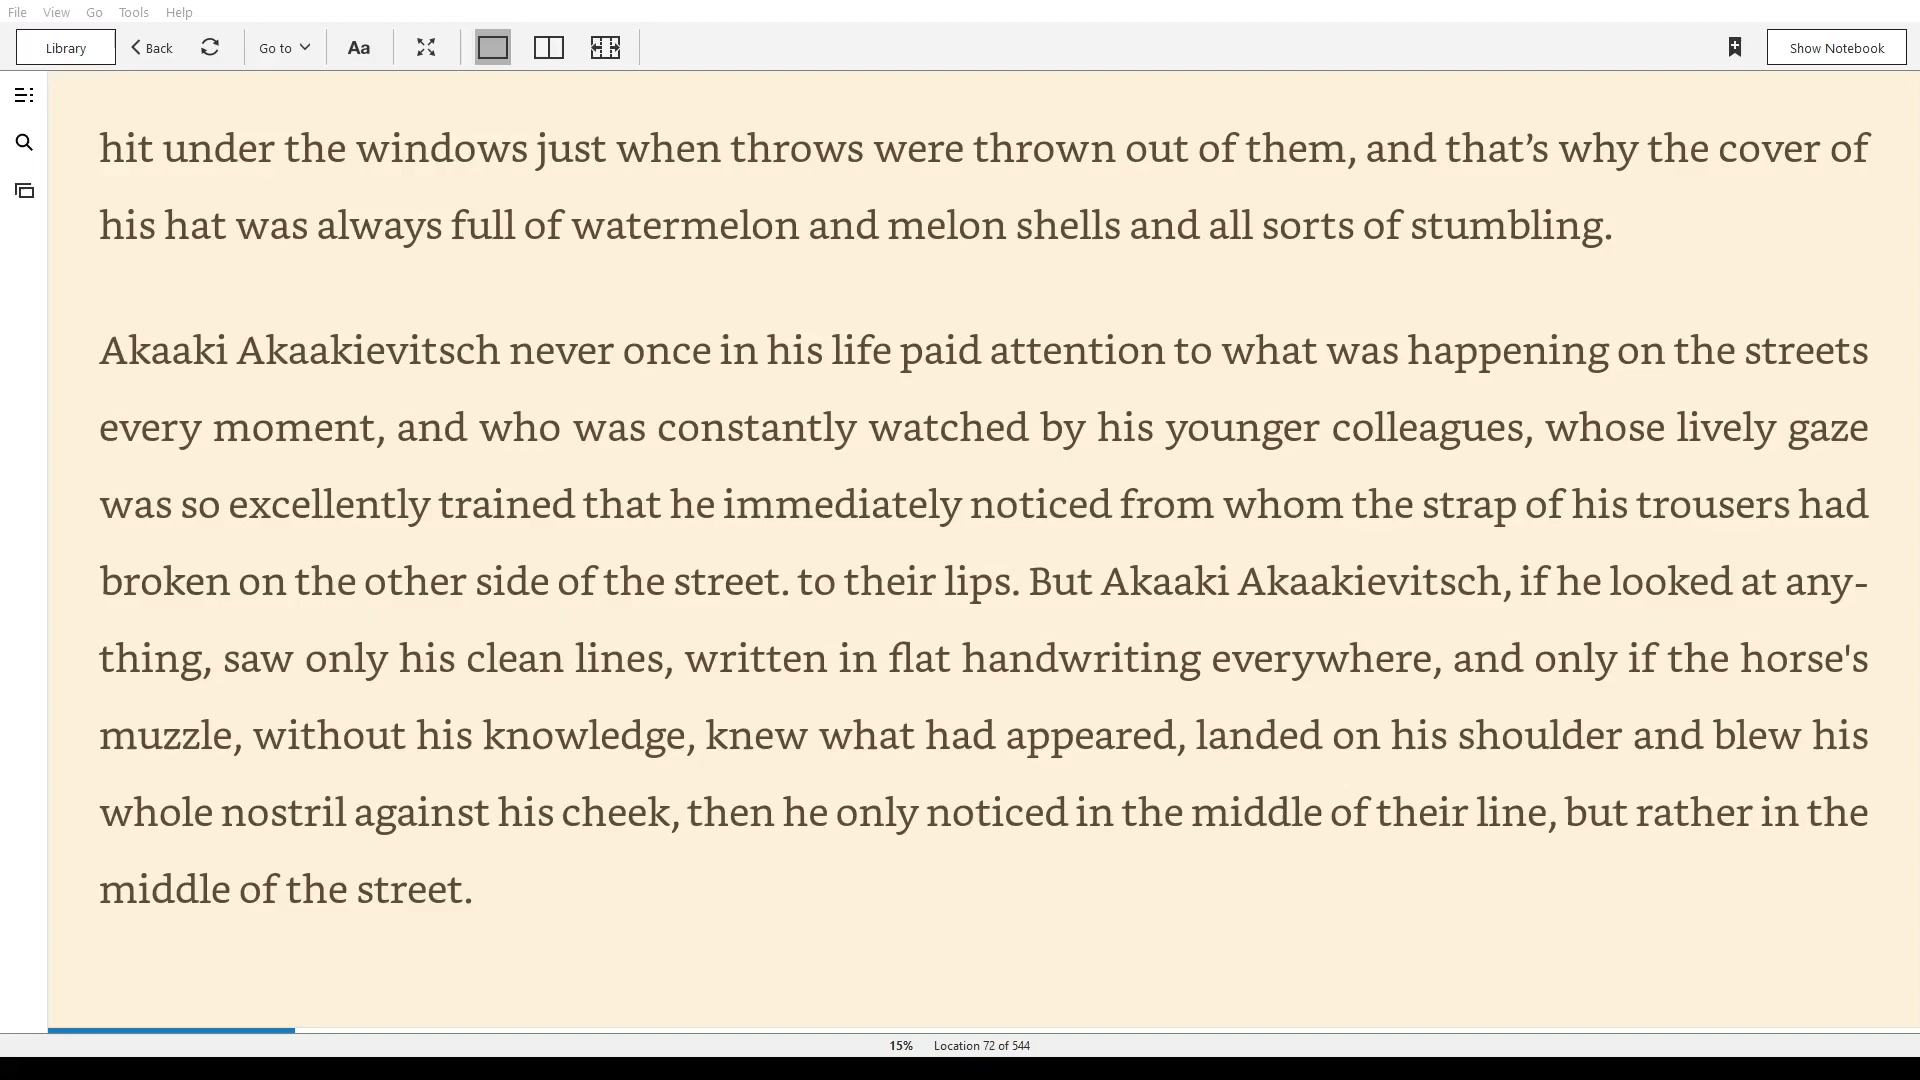 File View Go Tools Help
Library Back Go to Aa Show Notebook
hit under the windows just when throws were thrown out of them, and that’s why the cover of
his hat was always full of watermelon and melon shells and all sorts of stumbling.
Akaaki Akaakievitsch never once in his life paid attention to what was happening on the streets
every moment, and who was constantly watched by his younger colleagues, whose lively gaze
was so excellently trained that he immediately noticed from whom the strap of his trousers had
broken on the other side of the street. to their lips. But Akaaki Akaakievitsch, if he looked at any-
thing, saw only his clean lines, written in flat handwriting everywhere, and only if the horse's
muzzle, without his knowledge, knew what had appeared, landed on his shoulder and blew his
whole nostril against his cheek, then he only noticed in the middle of their line, but rather in the
middle of the street.
15% Location 72 of 544